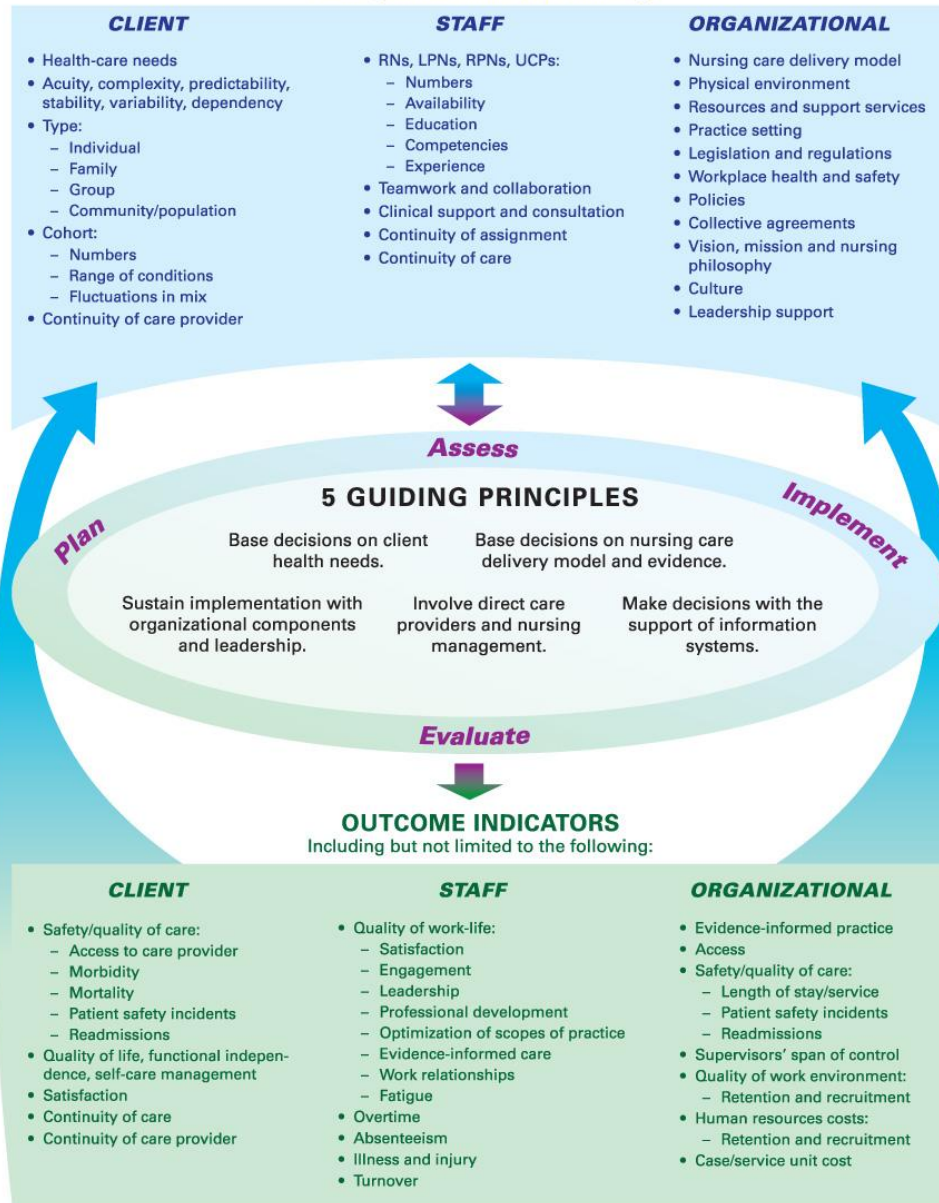 CLIENT
• Health-care needs
• Acuity, complexity, predictability,
stability, variability, dependency
• Type:
– Individual
– Family
– Group
– Community/population
• Cohort:
– Numbers
– Range of conditions
– Fluctuations in mix
• Continuity of care provider
STAFF
• RNs, LPNs, RPNs, UCPs:
– Numbers
– Availability
– Education
– Competencies
– Experience
• Teamwork and collaboration
• Clinical support and consultation
• Continuity of assignment
• Continuity of care
ORGANIZATIONAL
• Nursing care delivery model
• Physical environment
• Resources and support services
• Practice setting
• Legislation and regulations
• Workplace health and safety
• Policies
• Collective agreements
• Vision, mission and nursing
philosophy
• Culture
• Leadership support
Assess
Plan
Implement
5 GUIDING PRINCIPLES
Base decisions on client
health needs.
Base decisions on nursing care
delivery model and evidence.
Sustain implementation with
organizational components
and leadership.
Involve direct care
providers and nursing
management.
Make decisions with the
support of information
systems.
Evaluate
OUTCOME INDICATORS
Including but not limited to the following:
CLIENT
• Safety/quality of care:
– Access to care provider
– Morbidity
– Mortality
– Patient safety incidents
– Readmissions
• Quality of life, functional indepen-
dence, self-care management
• Satisfaction
• Continuity of care
• Continuity of care provider
STAFF
• Quality of work-life:
– Satisfaction
– Engagement
– Leadership
– Professional development
– Optimization of scopes of practice
– Evidence-informed care
– Work relationships
– Fatigue
• Overtime
• Absenteeism
• Illness and injury
• Turnover
ORGANIZATIONAL
• Evidence-informed practice
• Access
• Safety/quality of care:
– Length of stay/service
– Patient safety incidents
– Readmissions
• Supervisors' span of control
• Quality of work environment:
– Retention and recruitment
• Human resources costs:
– Retention and recruitment
• Case/service unit cost